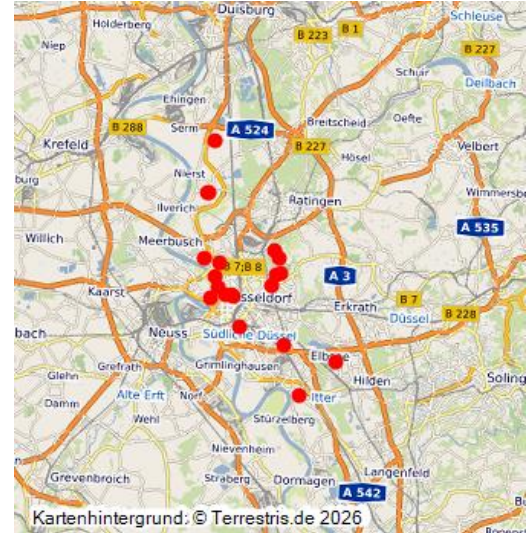 Duisburg
Schleuse
Holderberg
B 223
B 1
Niep
B 227
Schuir
Deilbach
Ehingen
Breitscheid
Oefte
Serm
A 524
B 288
B 227
Velbert
Krefeld
Hösel
Nierst
burg
Ratingen
Wimmersbe
Ilverich
A 535
Willich
Meerbusch
B 7;B 8
A 3
Kaarst
sseldorf
B 7
Erkrath
B 228
bach
Neuss
Düssel
Südliche Düssel
Elb
Grefrath
Grimlinghausen
Hilden
Solinge
Glehn
Alte Erft
Norf
Itter
Damm
Wehl
Stürzelberg
Nievenheim
Langenfeld
Grevenbroich
Straberg
Dormagen
A 542
Kartenhintergrund: © Terrestris.de 2026